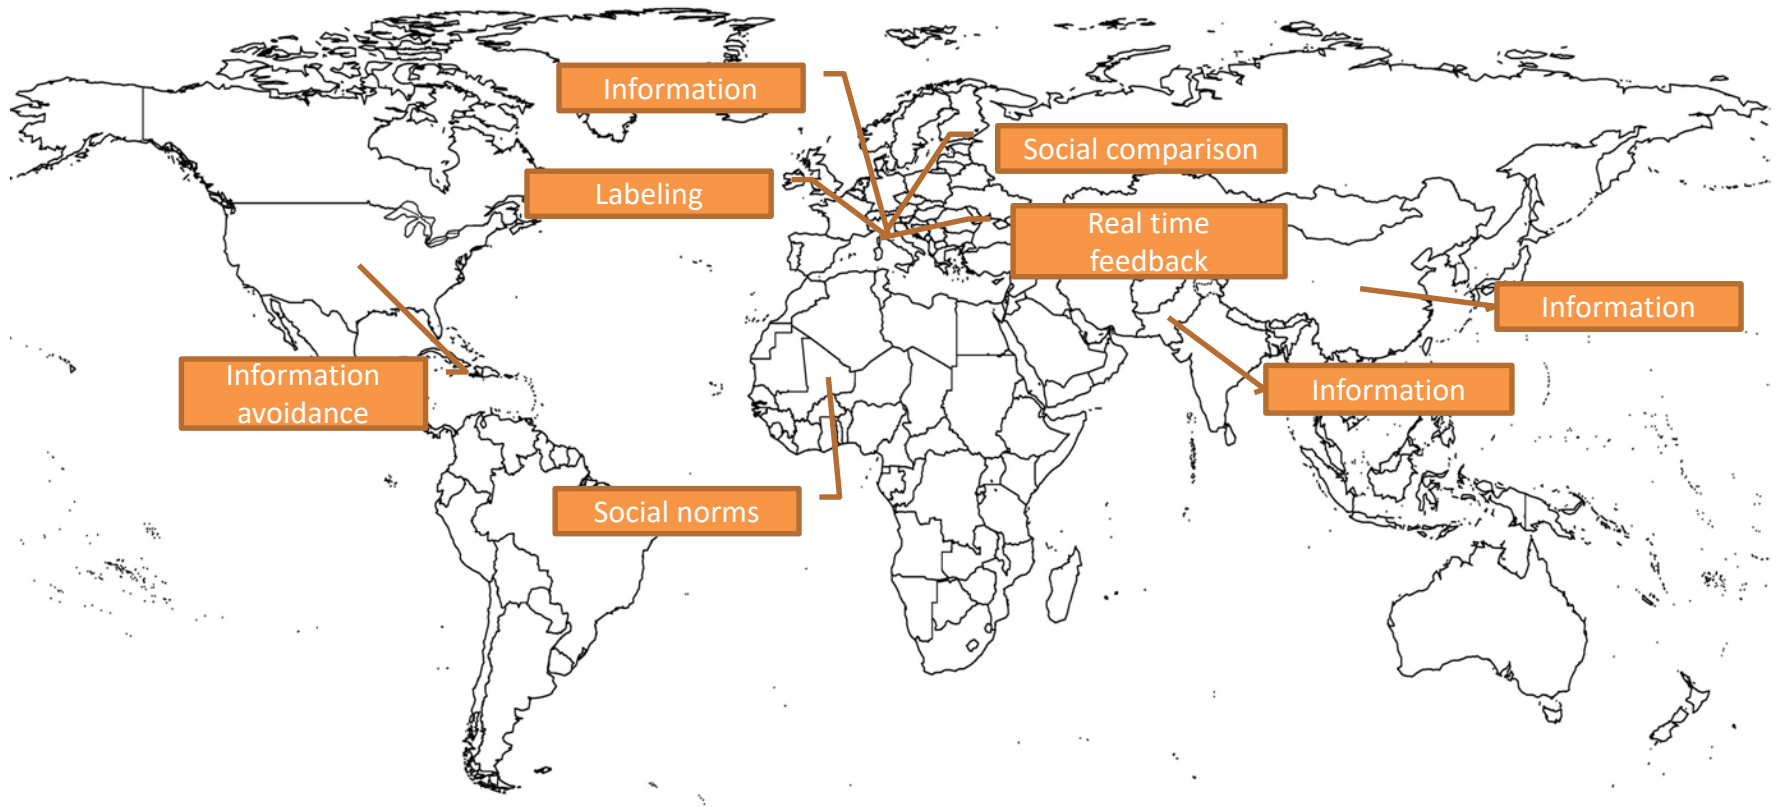 Information
Social comparison
Labeling
Real time
feedback
Information
Information
avoidance
Information
Social norms